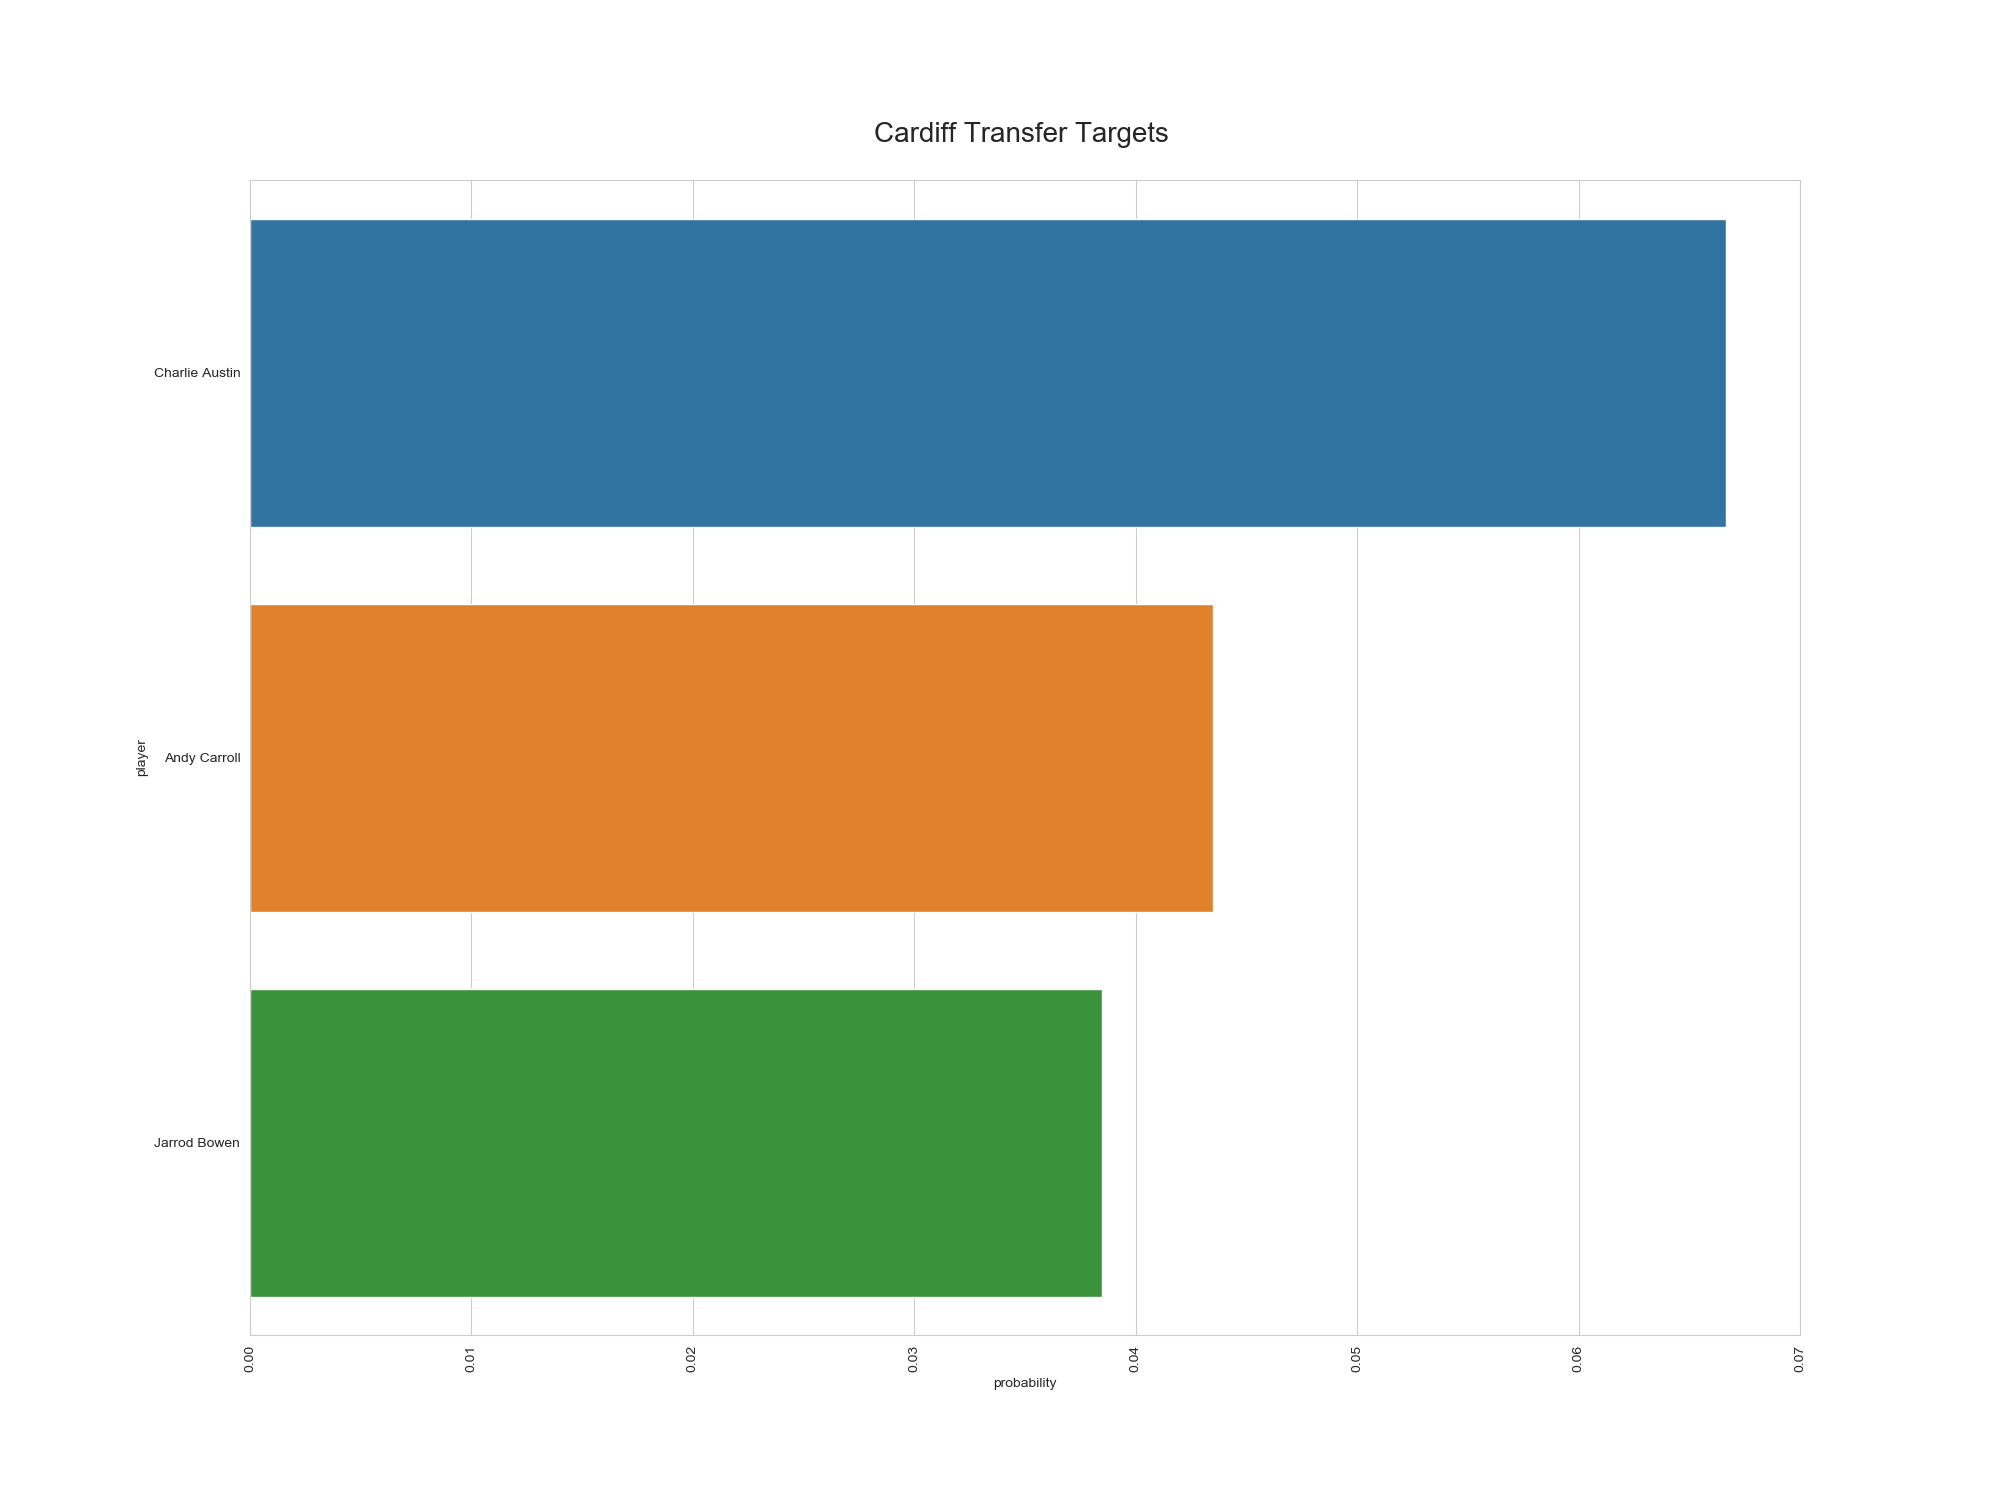 Cardiff Transfer Targets
Charlie Austin
Andy Carroll
Jarrod Bowen
player
0.00
0.01
0.02
0.03
0.04
0.05
0.06
0.07
probability